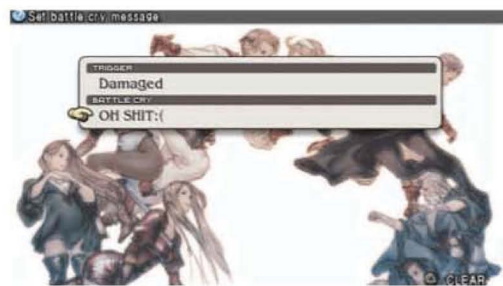 Set battle cry message
TRIGGER
Damaged
BATTLE CRY
OH SHIT:(
CLEAR